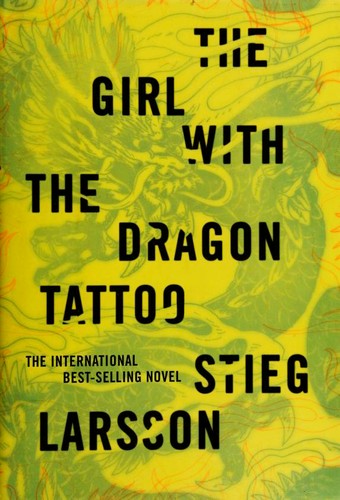 THE
GIRL
WITH
THE
DRAGON
TATTOO
THE INTERNATIONAL
BEST-SELLING NOVEL
STIEG
LARSSON